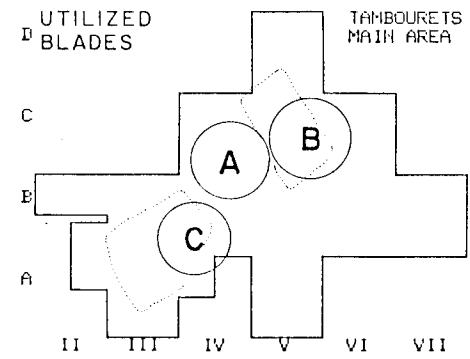 UTILIZED
BLADES
TAMBOURETS
MAIN AREA
D
C
B
A
A
B
C
II III IV V VI VII